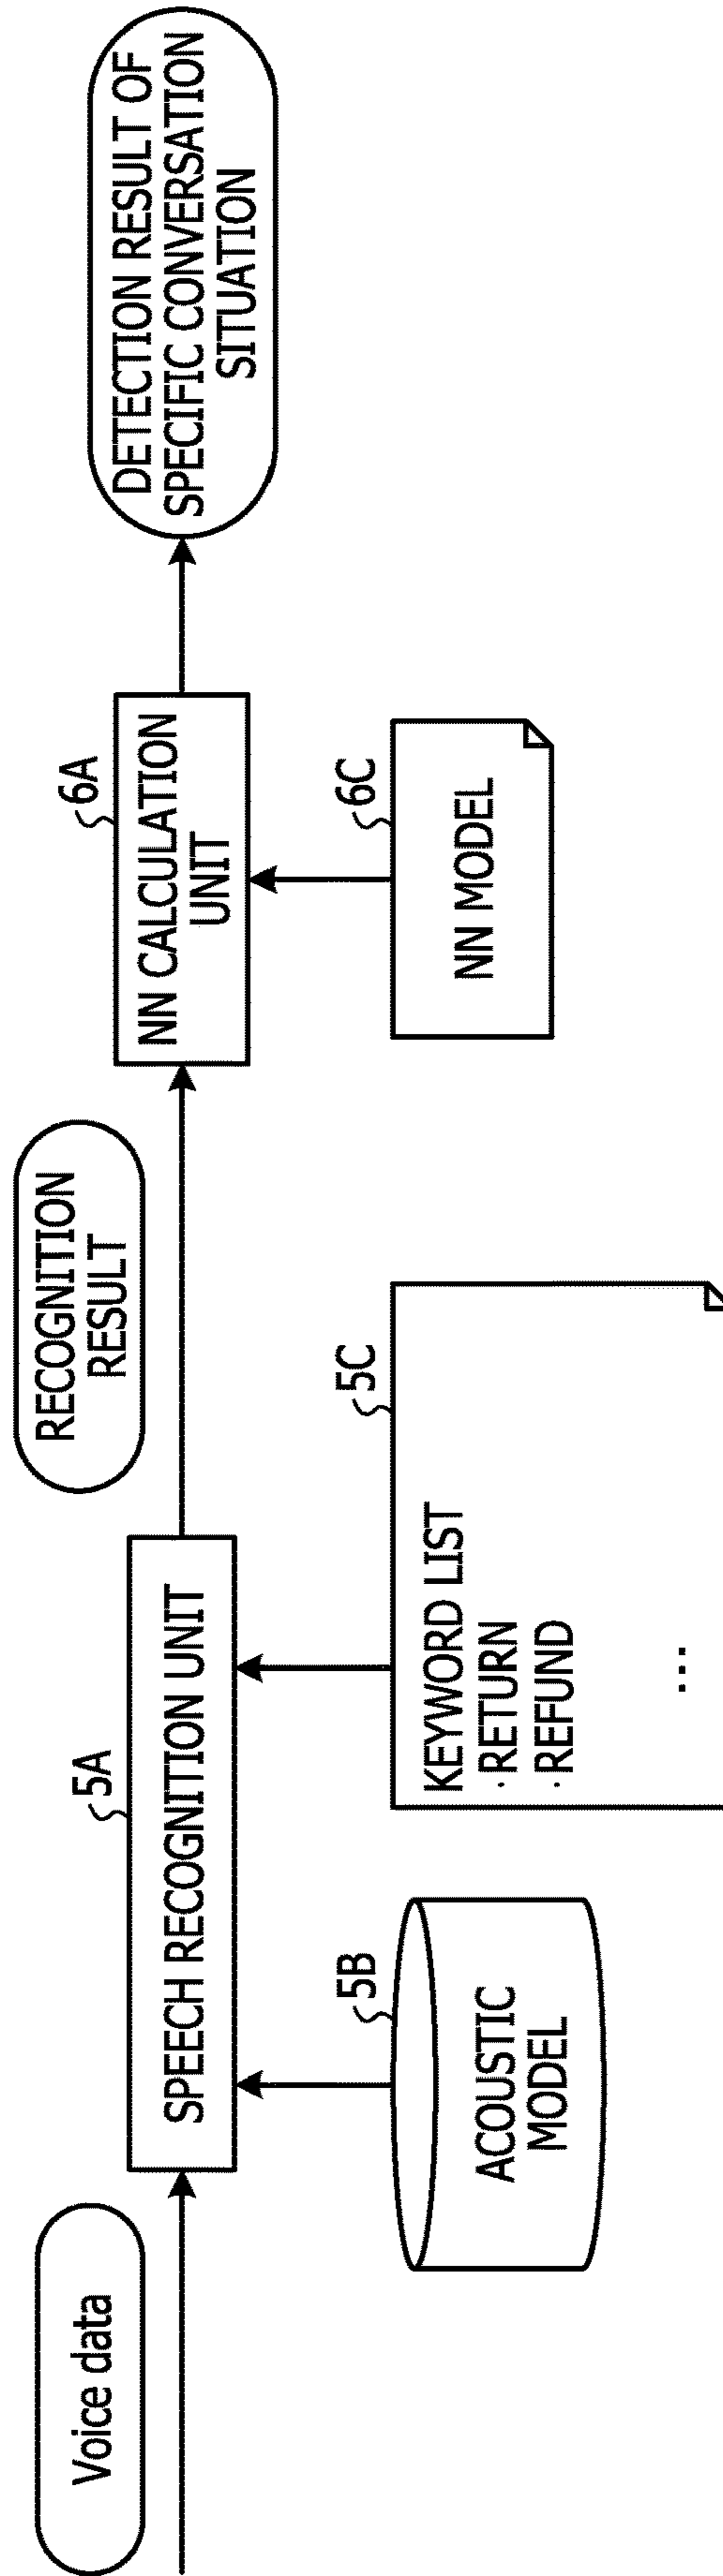 Voice data
5A
SPEECH RECOGNITION UNIT
5B
ACOUSTIC
MODEL
5C
KEYWORD LIST
·RETURN
·REFUND
...
RECOGNITION
RESULT
6A
NN CALCULATION
UNIT
6C
NN MODEL
DETECTION RESULT OF
SPECIFIC CONVERSATION
SITUATION